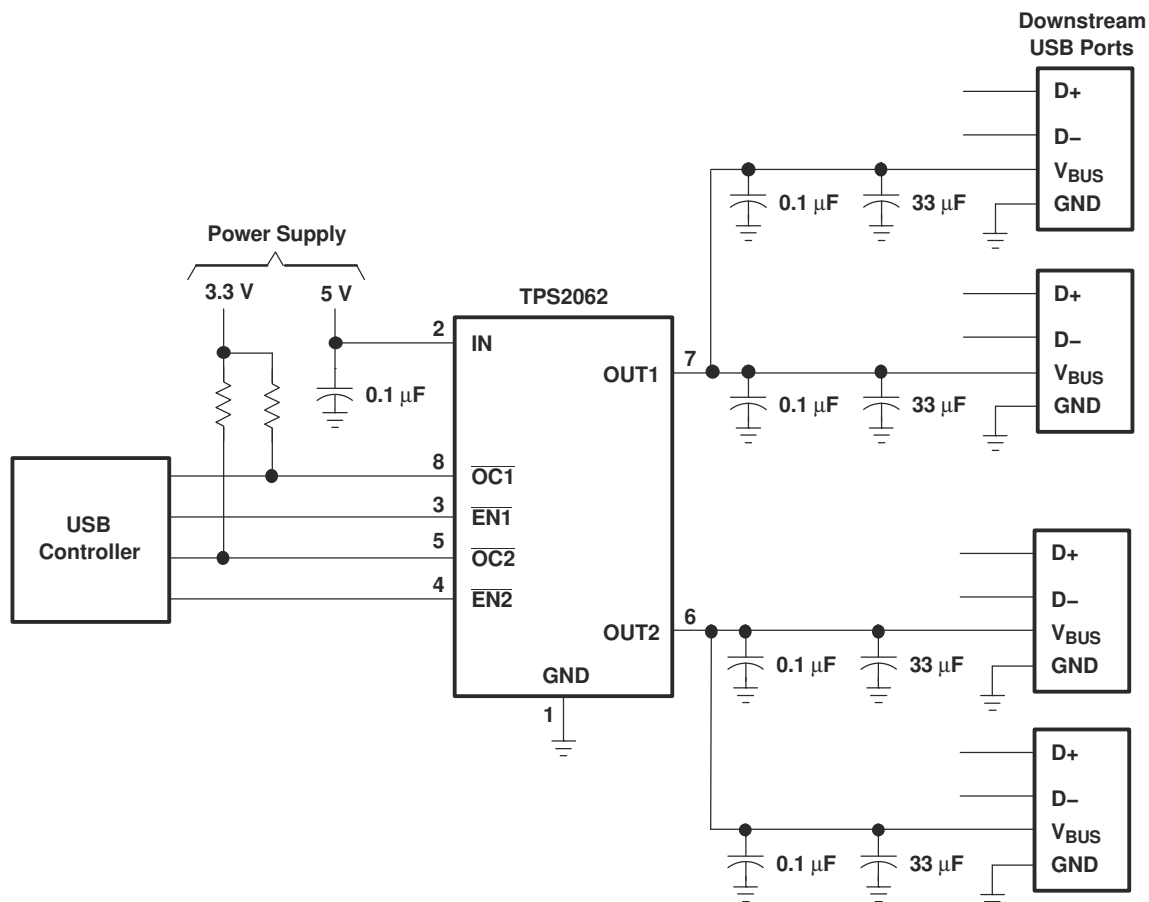 Downstream
USB Ports
D+
D−
VBUS
GND
0.1 μF
33 μF
Power Supply
3.3 V
5 V
0.1 μF
TPS2062
2
IN
OUT1
7
D+
D−
VBUS
GND
0.1 μF
33 μF
USB
Controller
8
OC1
3
EN1
5
OC2
4
EN2
OUT2
6
GND
1
D+
D−
VBUS
GND
0.1 μF
33 μF
D+
D−
VBUS
GND
0.1 μF
33 μF